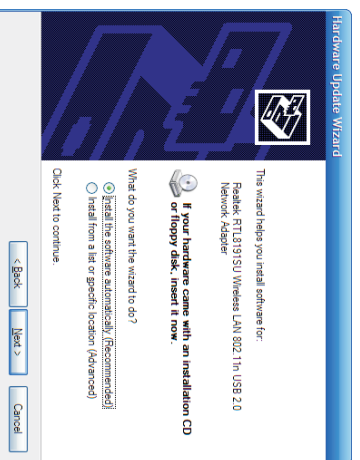 Hardware Update Wizard
This wizard helps you install software for:
Realtek RTL8191SU Wireless LAN 802.11n USB 2.0
Network Adapter
If your hardware came with an installation CD
or floppy disk, insert it now.
What do you want the wizard to do?
Install the software automatically (Recommended)
Install from a list or specific location (Advanced)
Click Next to continue.
< Back
Next >
Cancel